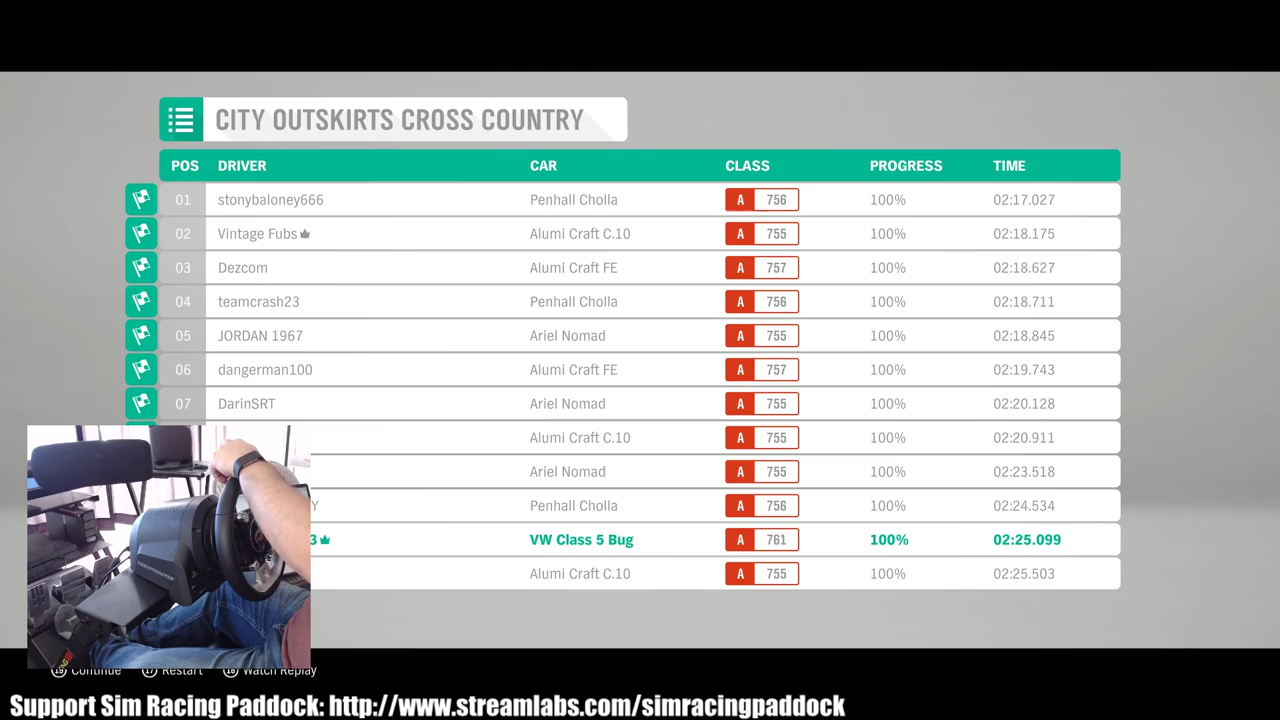 CITY OUTSKIRTS CROSS COUNTRY
POS DRIVER CAR CLASS PROGRESS TIME
01 stonybaloney666 Penhall Cholla A 756 100% 02:17.027
02 Vintage Fubs Alumi Craft C.10 A 755 100% 02:18.175
03 Dezcom Alumi Craft FE A 757 100% 02:18.627
04 teamcrash23 Penhall Cholla A 756 100% 02:18.711
05 JORDAN 1967 Ariel Nomad A 755 100% 02:18.845
06 dangerman100 Alumi Craft FE A 757 100% 02:19.743
07 DarinSRT Ariel Nomad A 755 100% 02:20.128
Alumi Craft C.10 A 755 100% 02:20.911
Ariel Nomad A 755 100% 02:23.518
Y Penhall Cholla A 756 100% 02:24.534
3 VW Class 5 Bug A 761 100% 02:25.099
Alumi Craft C.10 A 755 100% 02:25.503
THRUSTMASTER
Continue Restart Watch Replay
Support Sim Racing Paddock: http://www.streamlabs.com/simracingpaddock